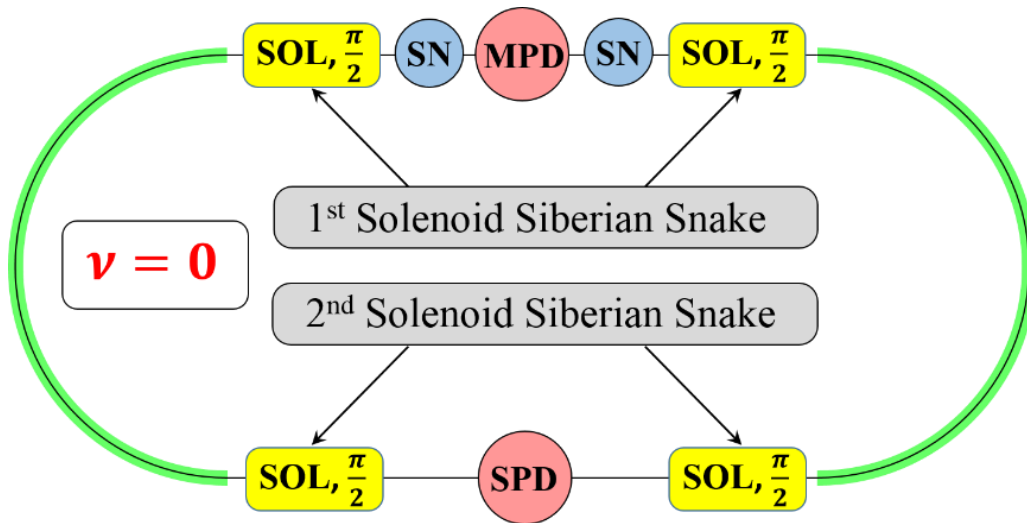 SOL, π/2
SN
MPD
SN
SOL, π/2
1st Solenoid Siberian Snake
ν = 0
2nd Solenoid Siberian Snake
SOL, π/2
SPD
SOL, π/2